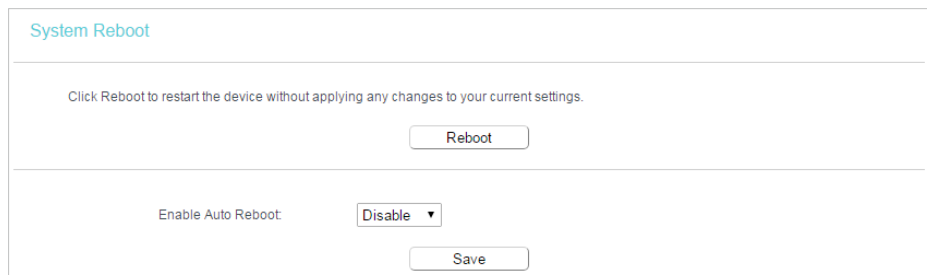 System Reboot
Click Reboot to restart the device without applying any changes to your current settings.
Reboot
Enable Auto Reboot: Disable
Save